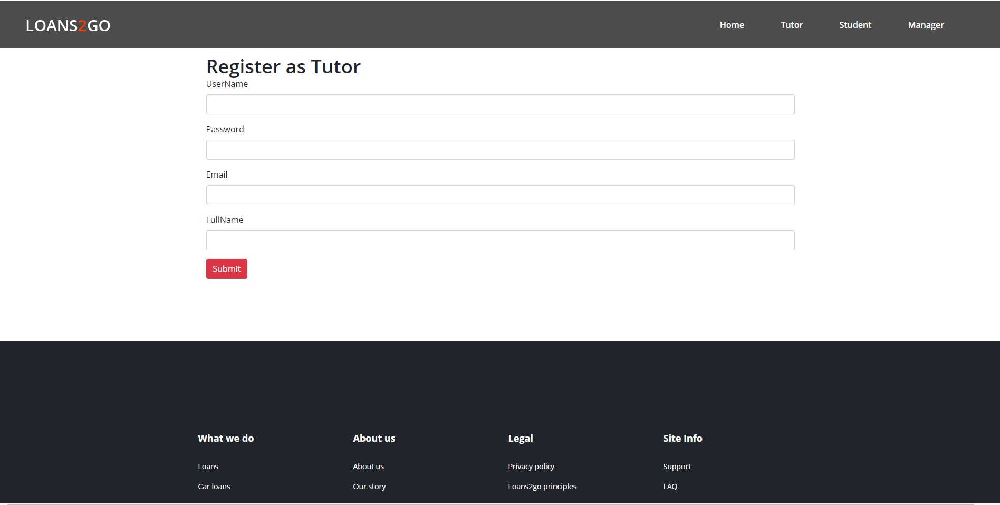 LOANS2GO Home Tutor Student Manager
Register as Tutor
UserName
Password
Email
FullName
Submit
What we do About us Legal Site Info
Loans About us Privacy policy Support
Car loans Our story Loans2go principles FAQ